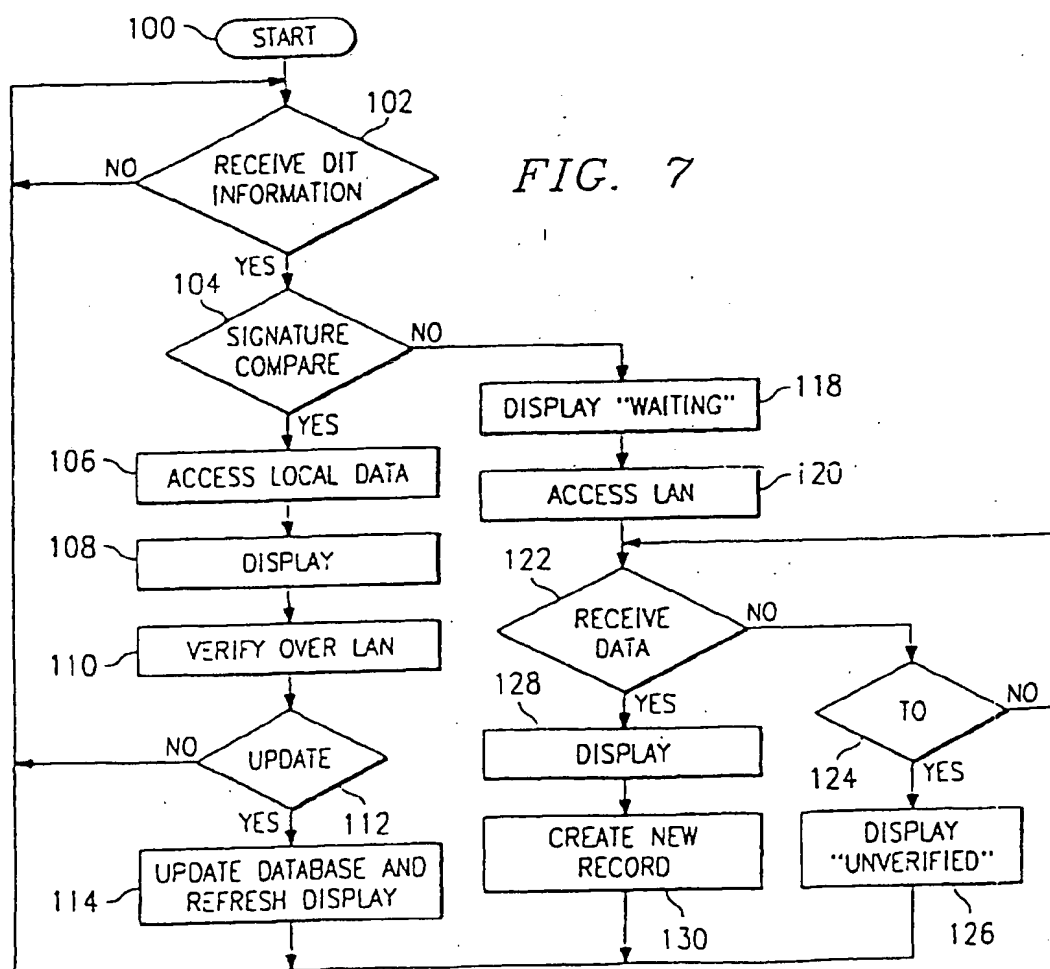 100
START
102
RECEIVE DIT
INFORMATION
NO
FIG. 7
YES
104
SIGNATURE
COMPARE
NO
YES
DISPLAY "WAITING"
118
106
ACCESS LOCAL DATA
ACCESS LAN
120
108
DISPLAY
122
RECEIVE
DATA
NO
110
VERIFY OVER LAN
128
YES
TO
NO
124
YES
NO
UPDATE
112
YES
DISPLAY
114
UPDATE DATABASE AND
REFRESH DISPLAY
CREATE NEW
RECORD
130
DISPLAY
"UNVERIFIED"
126